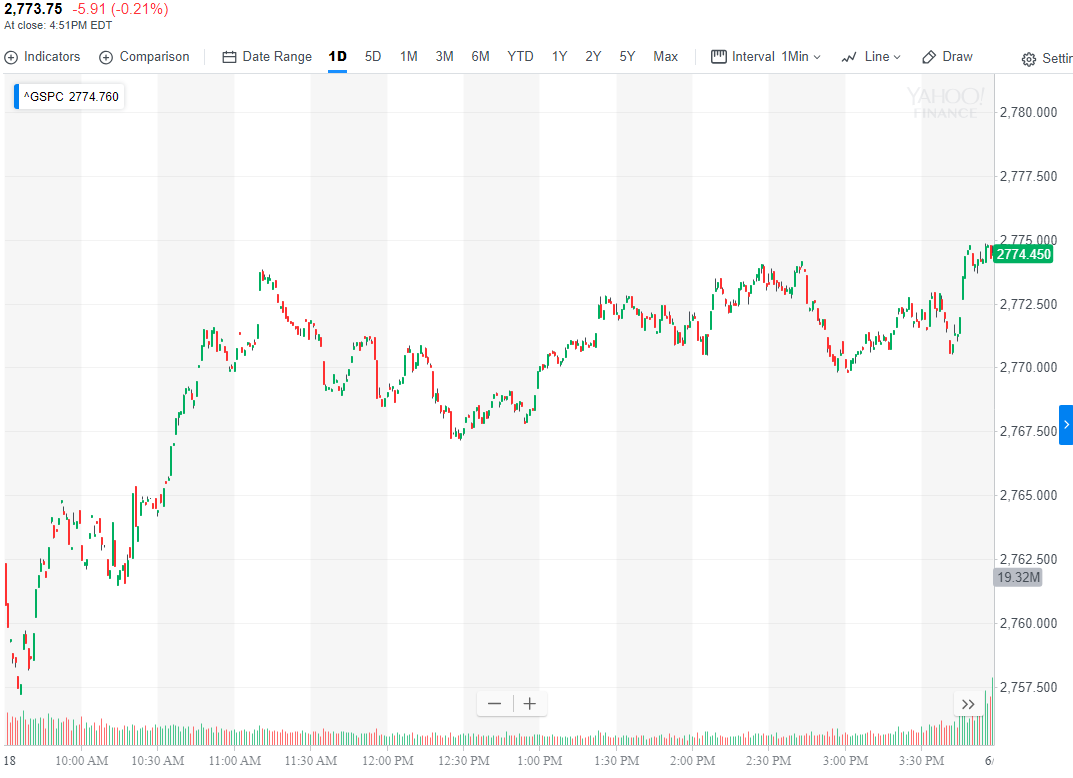 2,773.75 -5.91 (-0.21%)
At close: 4:51PM EDT
Indicators Comparison Date Range 1D 5D 1M 3M 6M YTD 1Y 2Y 5Y Max Interval 1Min Line Draw Settin
^GSPC 2774.760
YAHOO!
FINANCE
2,780.000
2,777.500
2,775.000
2774.450
2,772.500
2,770.000
2,767.500
2,765.000
2,762.500
19.32M
2,760.000
2,757.500
18 10:00 AM 10:30 AM 11:00 AM 11:30 AM 12:00 PM 12:30 PM 1:00 PM 1:30 PM 2:00 PM 2:30 PM 3:00 PM 3:30 PM 6/